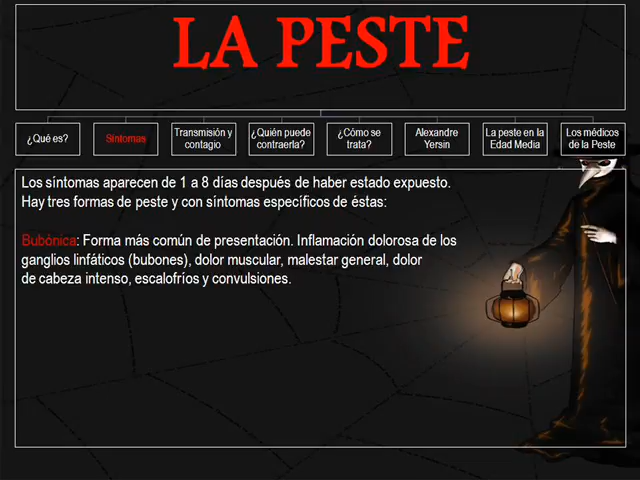 LA PESTE
¿Qué es?
Síntomas
Transmisión y
contagio
¿Quién puede
contraerla?
¿Cómo se
trata?
Alexandre
Yersin
La peste en la
Edad Media
Los médicos
de la Peste
Los síntomas aparecen de 1 a 8 días después de haber estado expuesto.
Hay tres formas de peste y con síntomas específicos de éstas:
Bubónica: Forma más común de presentación. Inflamación dolorosa de los
ganglios linfáticos (bubones), dolor muscular, malestar general, dolor
de cabeza intenso, escalofríos y convulsiones.